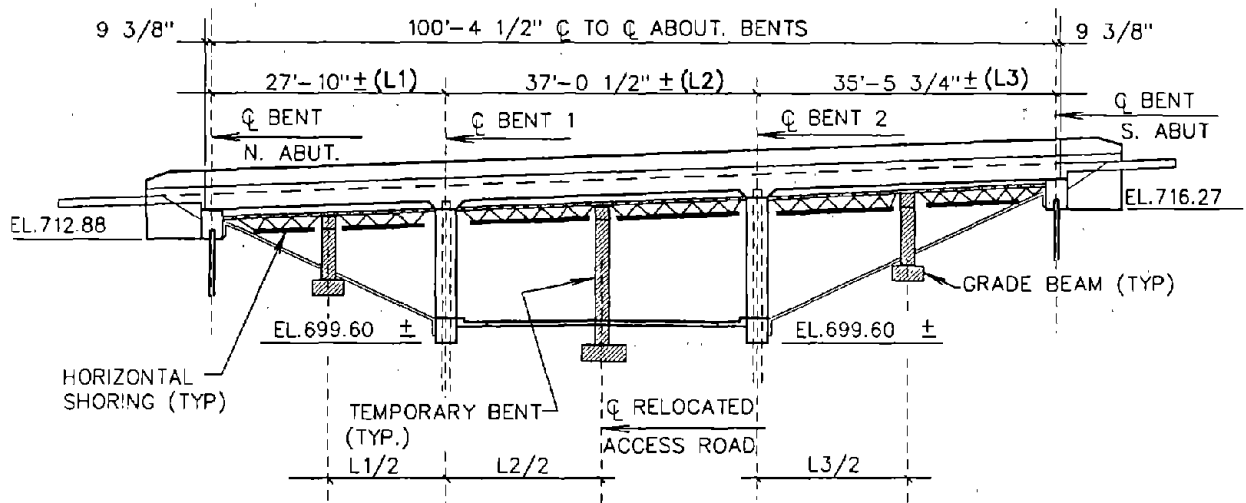 9 3/8"
100'-4 1/2" ℄ TO ℄ ABOUT. BENTS
9 3/8"
27'-10" ± (L1)
37'-0 1/2" ± (L2)
35'-5 3/4" ± (L3)
℄ BENT
N. ABUT.
℄ BENT 1
℄ BENT 2
℄ BENT
S. ABUT
EL.712.88
EL.716.27
GRADE BEAM (TYP)
EL.699.60 ±
EL.699.60 ±
HORIZONTAL
SHORING (TYP)
TEMPORARY BENT
(TYP.)
℄ RELOCATED
ACCESS ROAD
L1/2
L2/2
L3/2